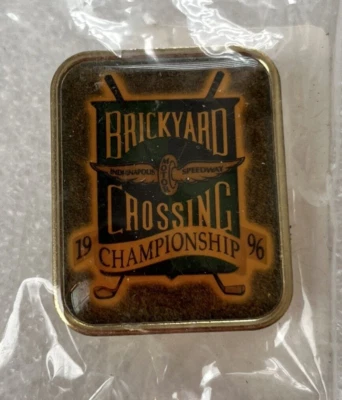 BRICKYARD
INDIANAPOLIS SPEEDWAY
CROSSING
19 CHAMPIONSHIP 96